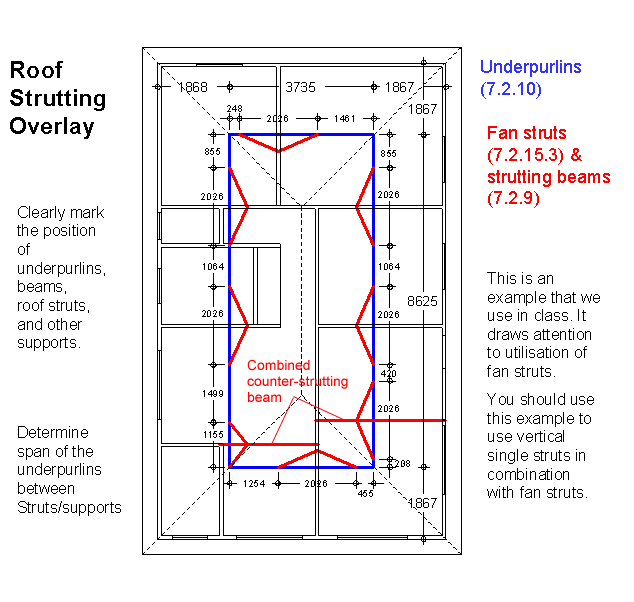 Roof
Strutting
Overlay
Clearly mark
the position
of
underpurlins,
beams,
roof struts,
and other
supports.
Determine
span of the
underpurlins
between
Struts/supports
1868
3735
1867
1867
248
2026
1461
855
855
2026
2026
1064
1064
8625
2026
2026
Combined
counter-strutting
beam
420
1499
2026
1155
208
1254
2026
455
1867
Underpurlins
(7.2.10)
Fan struts
(7.2.15.3) &
strutting beams
(7.2.9)
This is an
example that we
use in class. It
draws attention
to utilisation of
fan struts.
You should use
this example to
use vertical
single struts in
combination
with fan struts.